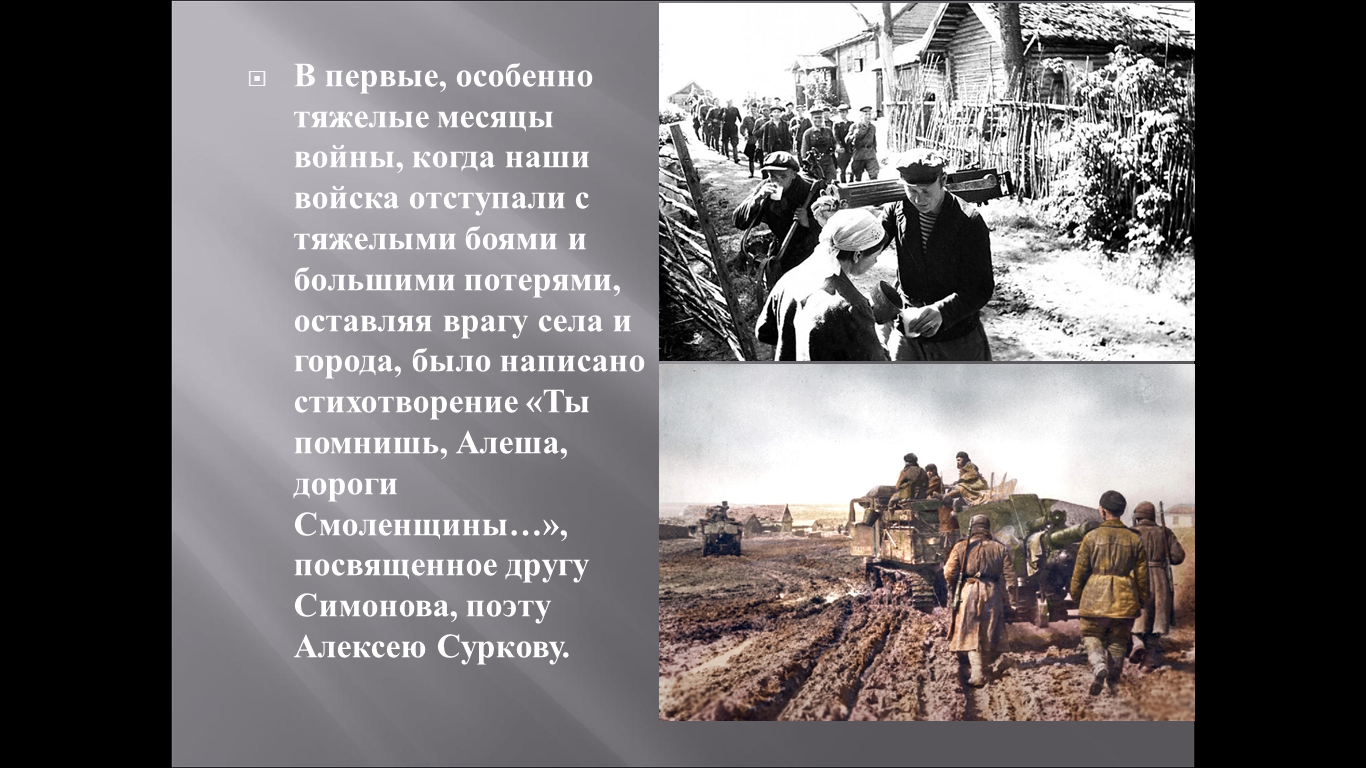 В первые, особенно
тяжелые месяцы
войны, когда наши
войска отступали с
тяжелыми боями и
большими потерями,
оставляя врагу села и
города, было написано
стихотворение «Ты
помнишь, Алеша,
дороги
Смоленщины…»,
посвященное другу
Симонова, поэту
Алексею Суркову.